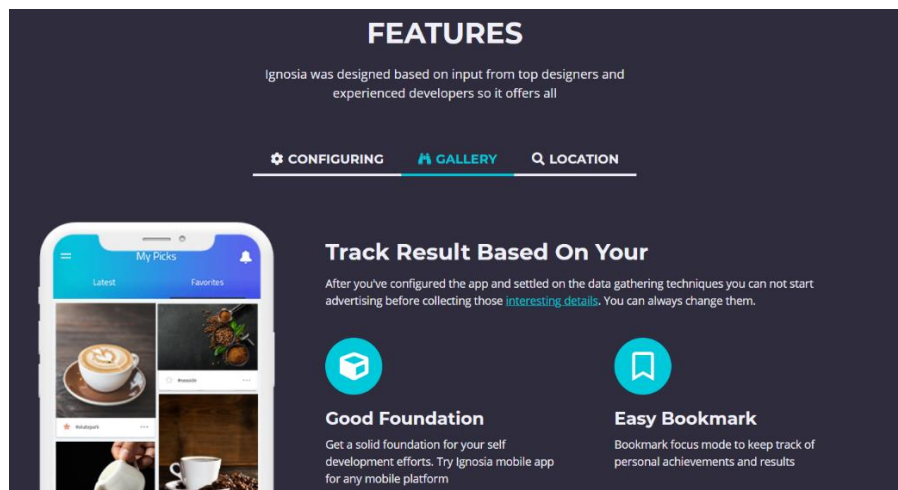 FEATURES
Ignosia was designed based on input from top designers and
experienced developers so it offers all
CONFIGURING
GALLERY
LOCATION
My Picks
Latest
Favorites
Track Result Based On Your
After you've configured the app and settled on the data gathering techniques you can not start
advertising before collecting those interesting details. You can always change them.
Good Foundation
Get a solid foundation for your self
development efforts. Try Ignosia mobile app
for any mobile platform
Easy Bookmark
Bookmark focus mode to keep track of
personal achievements and results